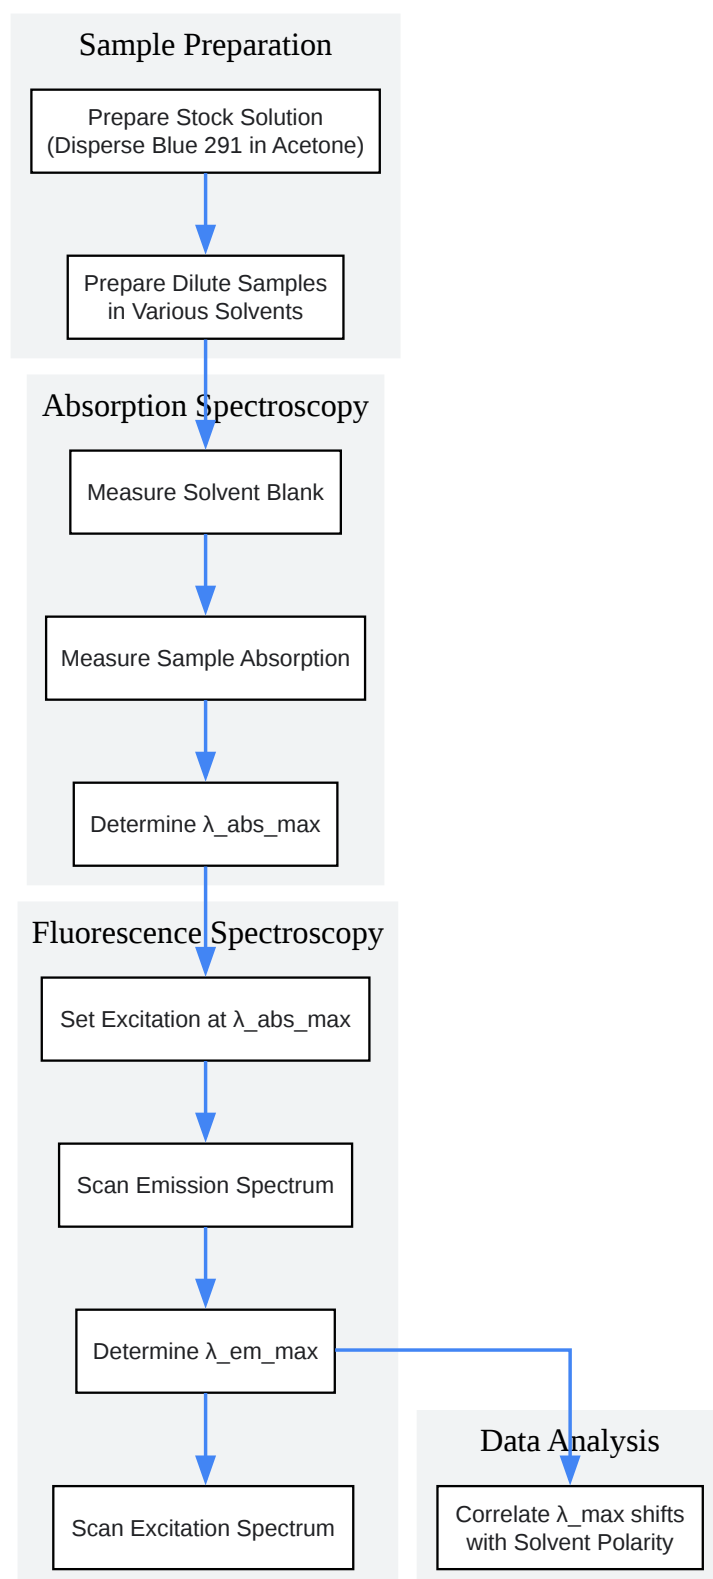 Sample Preparation
Prepare Stock Solution
(Disperse Blue 291 in Acetone)
Prepare Dilute Samples
in Various Solvents
Absorption Spectroscopy
Measure Solvent Blank
Measure Sample Absorption
Determine λ_abs_max
Fluorescence Spectroscopy
Set Excitation at λ_abs_max
Scan Emission Spectrum
Determine λ_em_max
Scan Excitation Spectrum
Data Analysis
Correlate λ_max shifts
with Solvent Polarity